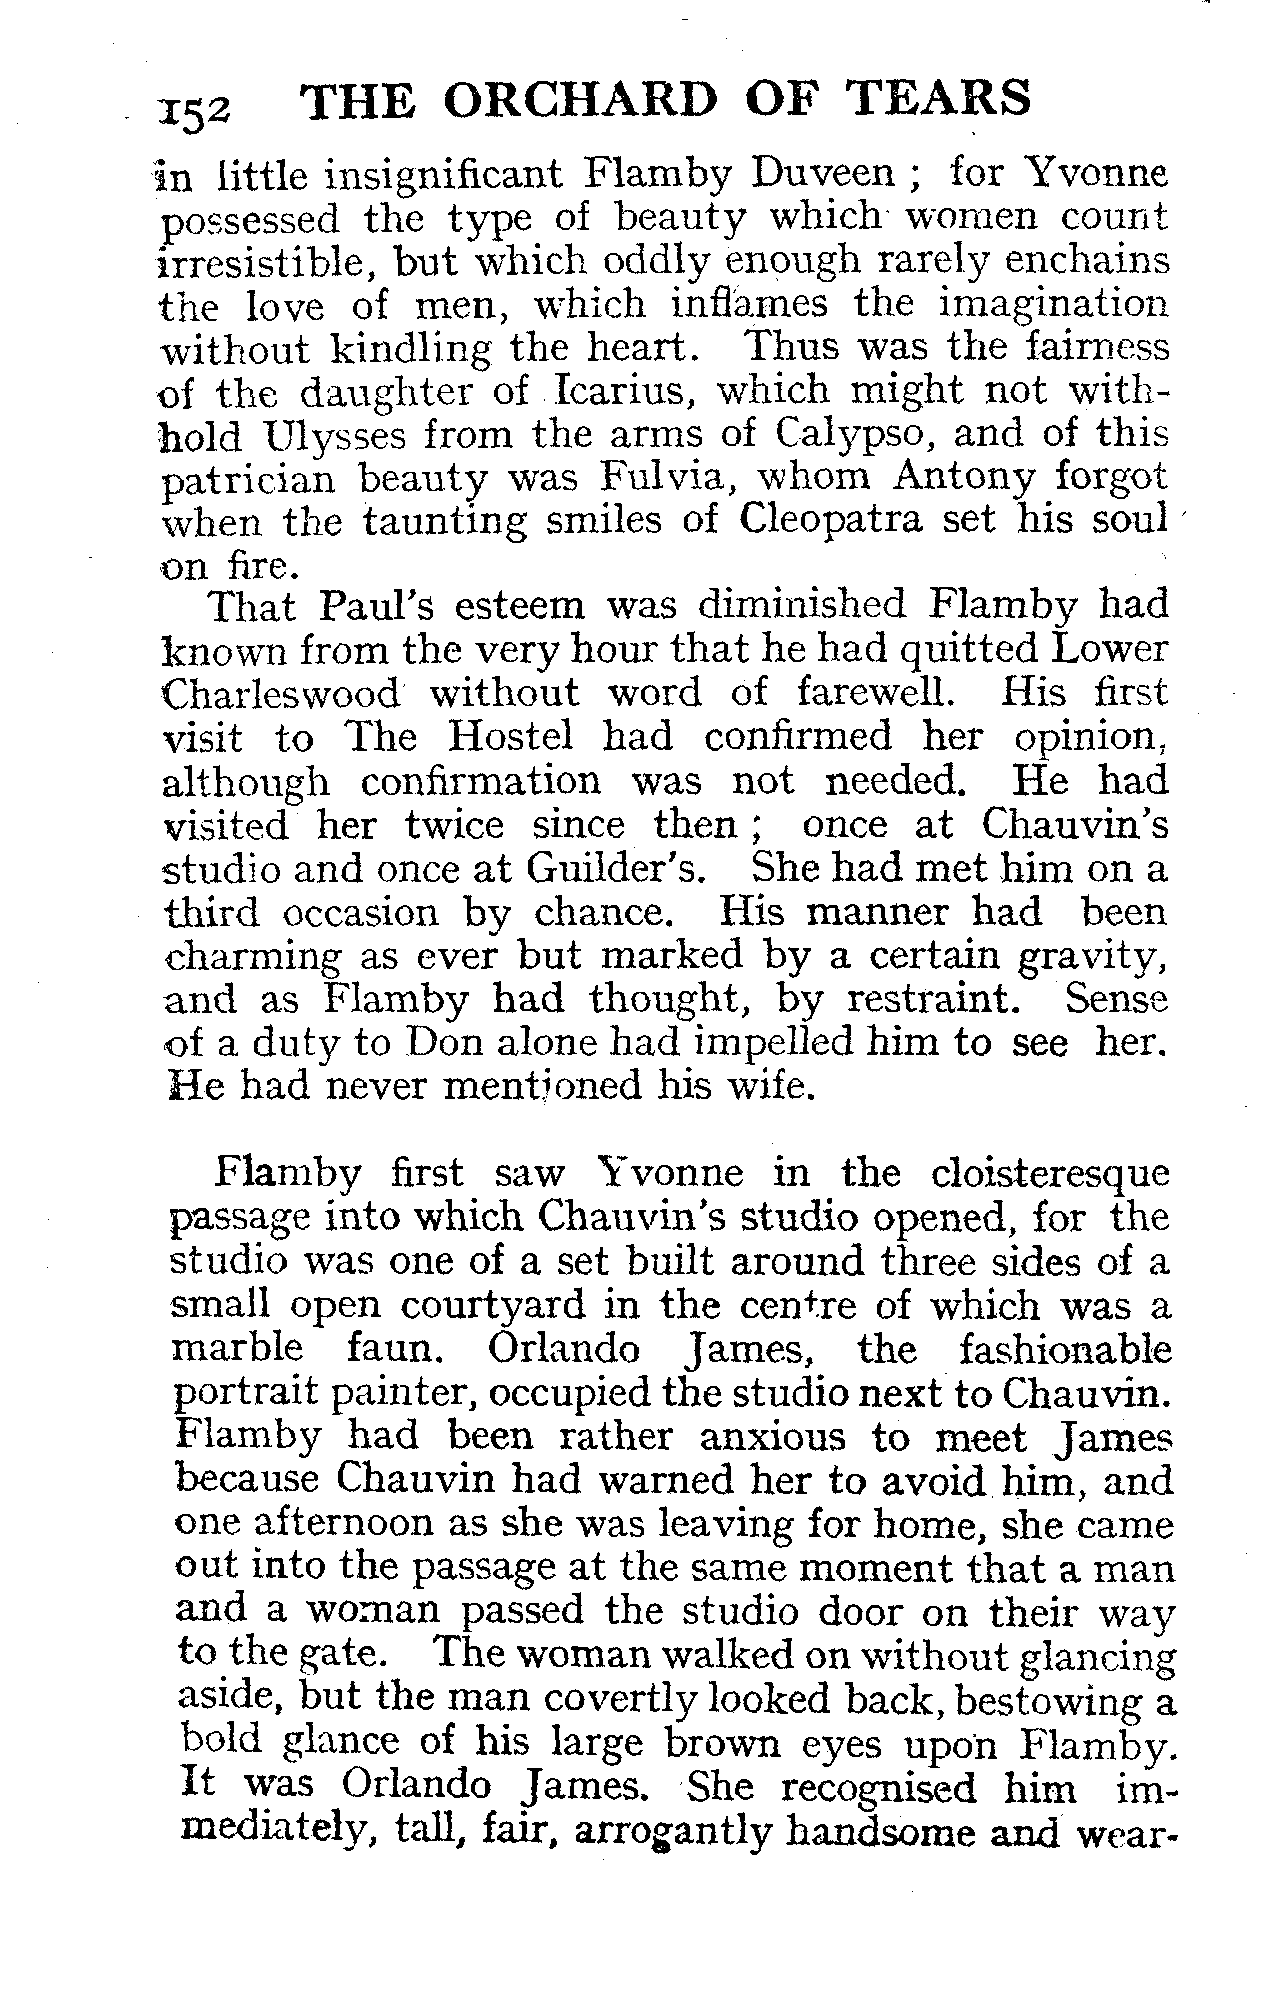 152 THE ORCHARD OF TEARS
in little insignificant Flamby Duveen ; for Yvonne
possessed the type of beauty which women count
irresistible, but which oddly enough rarely enchains
the love of men, which inflames the imagination
without kindling the heart. Thus was the fairness
of the daughter of Icarius, which might not with-
hold Ulysses from the arms of Calypso, and of this
patrician beauty was Fulvia, whom Antony forgot
when the taunting smiles of Cleopatra set his soul
on fire.
That Paul's esteem was diminished Flamby had
known from the very hour that he had quitted Lower
Charleswood without word of farewell. His first
visit to The Hostel had confirmed her opinion,
although confirmation was not needed. He had
visited her twice since then ; once at Chauvin's
studio and once at Guilder's. She had met him on a
third occasion by chance. His manner had been
charming as ever but marked by a certain gravity,
and as Flamby had thought, by restraint. Sense
of a duty to Don alone had impelled him to see her.
He had never mentioned his wife.
Flamby first saw Yvonne in the cloisteresque
passage into which Chauvin's studio opened, for the
studio was one of a set built around three sides of a
small open courtyard in the centre of which was a
marble faun. Orlando James, the fashionable
portrait painter, occupied the studio next to Chauvin.
Flamby had been rather anxious to meet James
because Chauvin had warned her to avoid him, and
one afternoon as she was leaving for home, she came
out into the passage at the same moment that a man
and a woman passed the studio door on their way
to the gate. The woman walked on without glancing
aside, but the man covertly looked back, bestowing a
bold glance of his large brown eyes upon Flamby.
It was Orlando James. She recognised him im-
mediately, tall, fair, arrogantly handsome and wear-